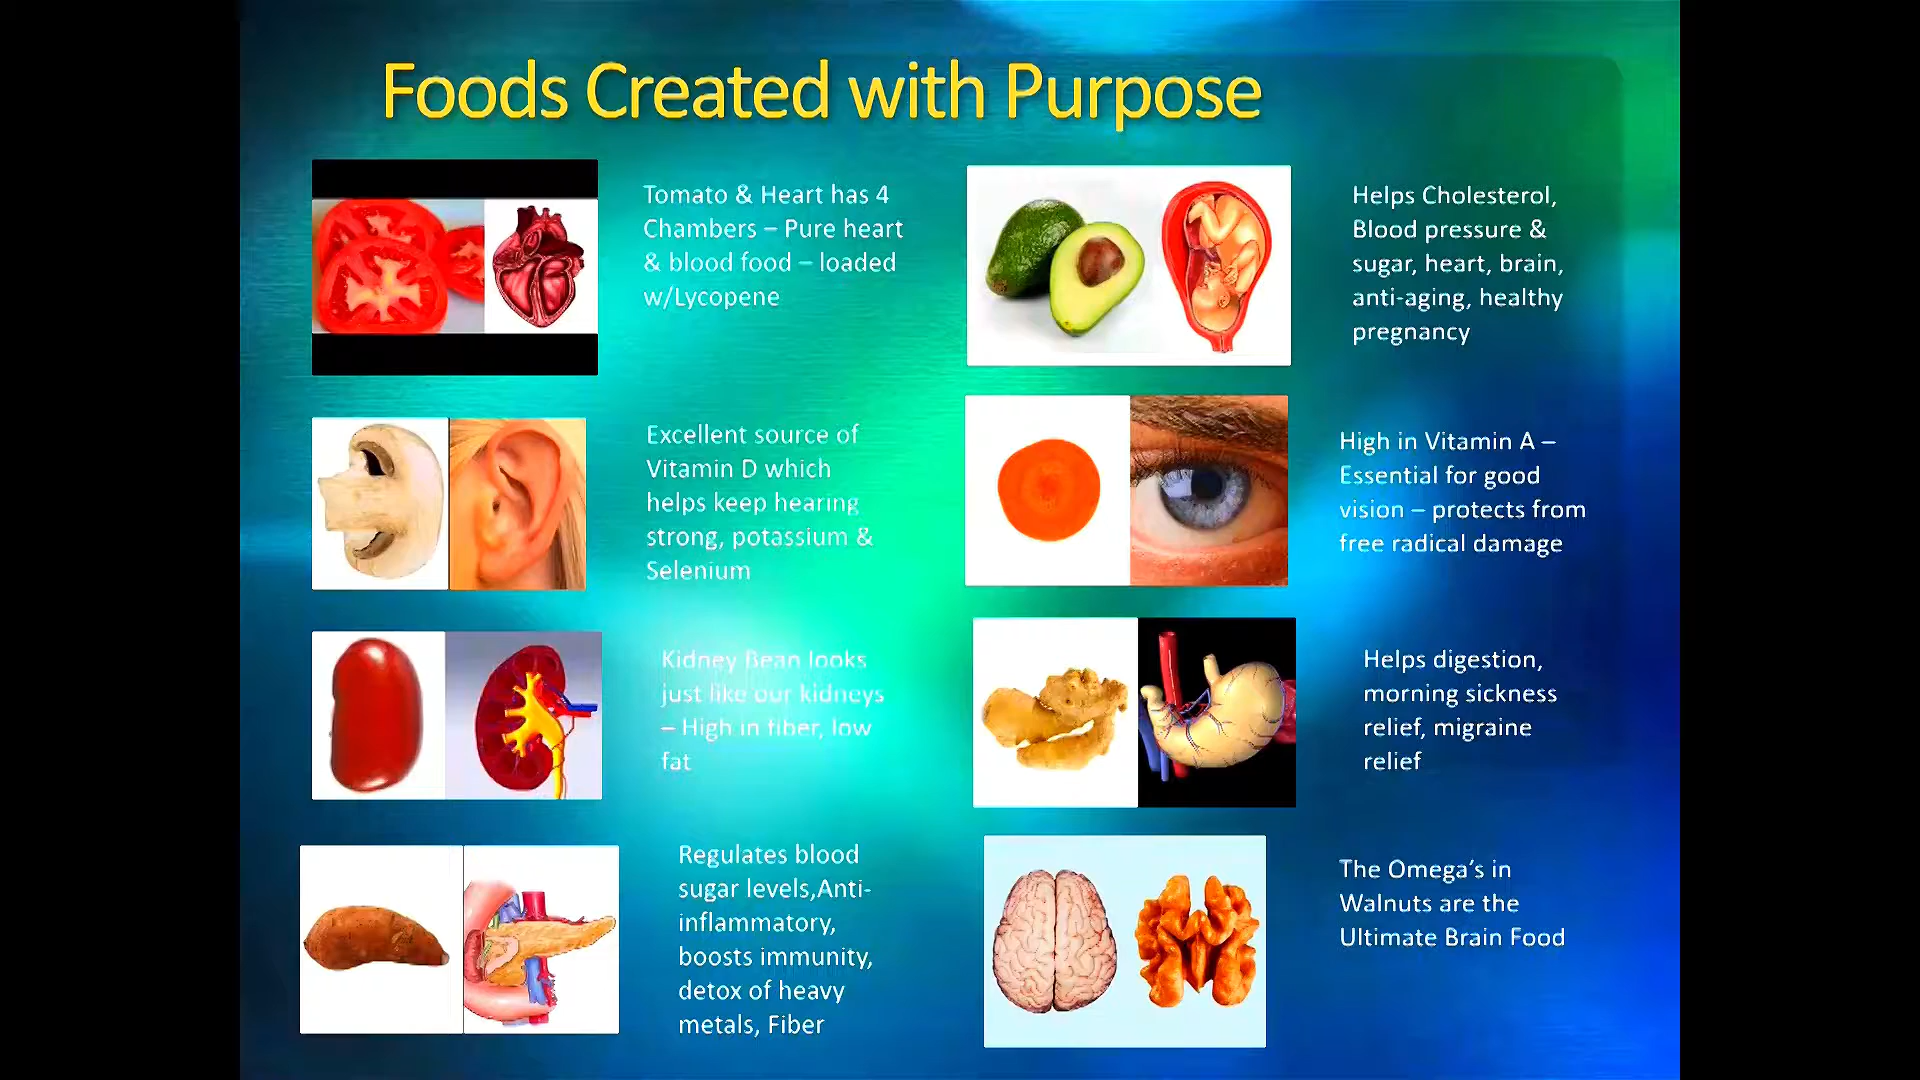 Foods Created with Purpose
Tomato & Heart has 4
Chambers – Pure heart
& blood food – loaded
w/Lycopene
Helps Cholesterol,
Blood pressure &
sugar, heart, brain,
anti-aging, healthy
pregnancy
Excellent source of
Vitamin D which
helps keep hearing
strong, potassium &
Selenium
High in Vitamin A –
Essential for good
vision – protects from
free radical damage
Kidney Bean looks
just like our kidneys
– High in fiber, low
fat
Helps digestion,
morning sickness
relief, migraine
relief
Regulates blood
sugar levels,Anti-
inflammatory,
boosts immunity,
detox of heavy
metals, Fiber
The Omega’s in
Walnuts are the
Ultimate Brain Food